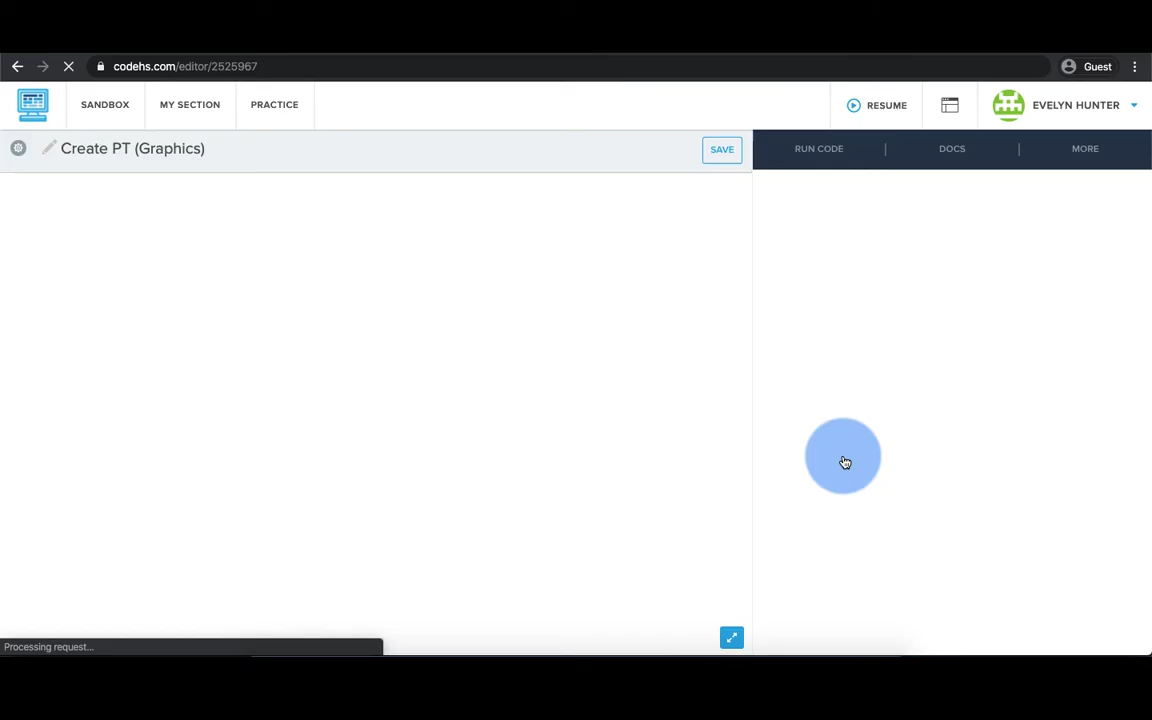 codehs.com/editor/2525967
Guest
SANDBOX
MY SECTION
PRACTICE
RESUME
EVELYN HUNTER
Create PT (Graphics)
SAVE
RUN CODE | DOCS | MORE
Processing request...